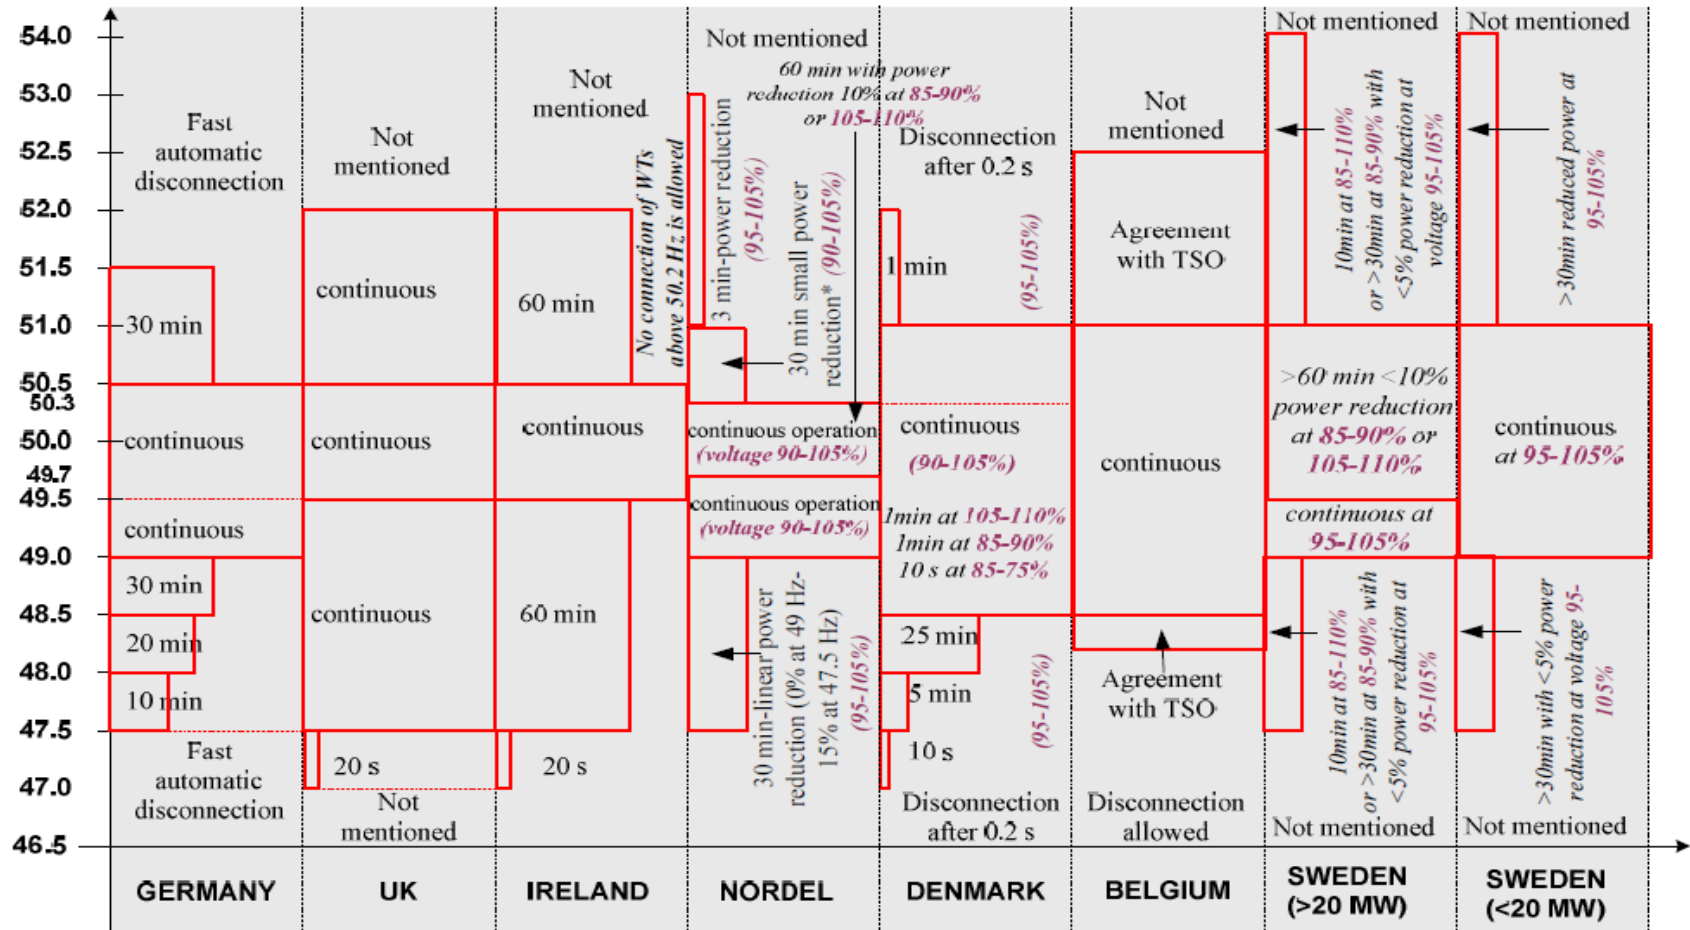 54.0
53.0
52.5
52.0
51.5
51.0
50.5
50.3
50.0
49.7
49.5
49.0
48.5
48.0
47.5
47.0
46.5
Fast
automatic
disconnection
30 min
continuous
continuous
30 min
20 min
10 min
Fast
automatic
disconnection
GERMANY
Not
mentioned
continuous
continuous
continuous
20 s
Not
mentioned
UK
Not
mentioned
60 min
No connection of WTs
above 50.2 Hz is allowed
continuous
60 min
20 s
IRELAND
Not mentioned
60 min with power
reduction 10% at 85-90%
or 105-110%
3 min-power reduction
(95-105%)
30 min small power
reduction* (90-105%)
continuous operation
(voltage 90-105%)
continuous operation
(voltage 90-105%)
30 min-linear power
reduction (0% at 49 Hz-
15% at 47.5 Hz)
(95-105%)
NORDEL
Disconnection
after 0.2 s
1 min
(95-105%)
continuous
(90-105%)
1min at 105-110%
1min at 85-90%
10 s at 85-75%
25 min
5 min
10 s
(95-105%)
Disconnection
after 0.2 s
DENMARK
Not
mentioned
Agreement
with TSO
continuous
Agreement
with TSO
Disconnection
allowed
BELGIUM
Not mentioned
10min at 85-110%
or >30min at 85-90% with
<5% power reduction at
voltage 95-105%
>60 min <10%
power reduction
at 85-90% or
105-110%
continuous at
95-105%
10min at 85-110%
or >30min at 85-90% with
<5% power reduction at
95-105%
Not mentioned
SWEDEN
(>20 MW)
Not mentioned
>30min reduced power at
95-105%
continuous
at 95-105%
>30min with <5% power
reduction at voltage 95-
105%
Not mentioned
SWEDEN
(<20 MW)